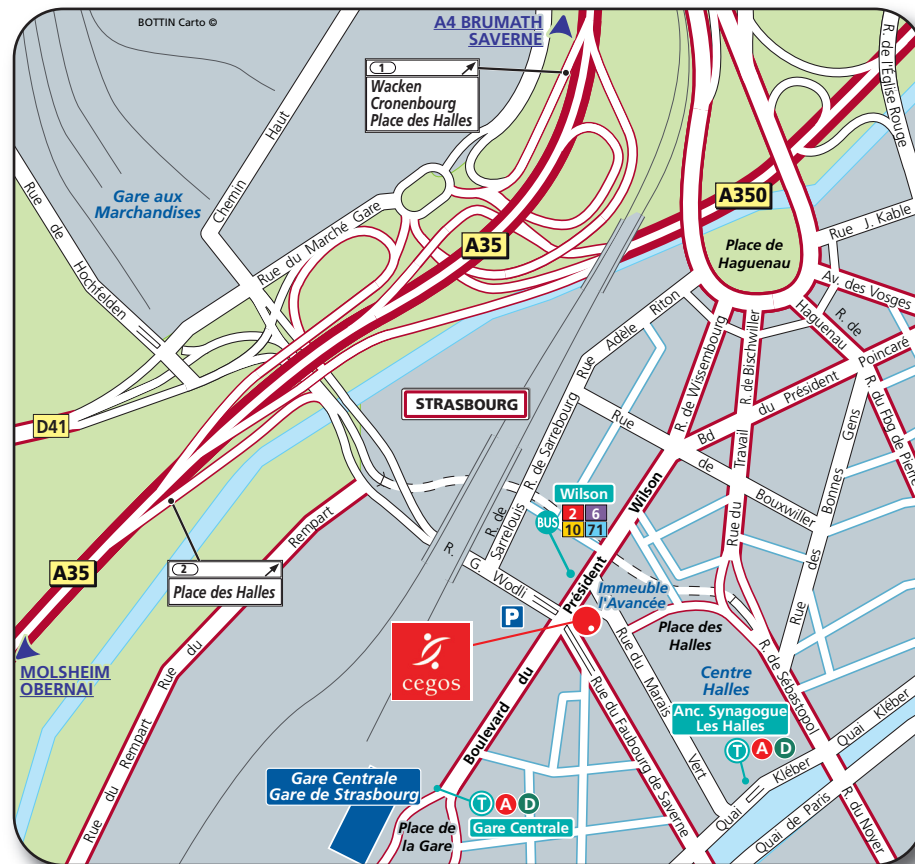 BOTTIN Carto ©
A4 BRUMATH
SAVERNE
1
Wacken
Cronenbourg
Place des Halles
R. de l'Église Rouge
Gare aux
Marchandises
Chemin Haut
Rue de Hochfelden
Rue du Marché Gare
A35
A350
Place de
Haguenau
Rue J. Kable
Av. des Vosges
R. de Haguenau
Rue Adèle Riton
R. de Wissembourg
R. de Bischwiller
Bd du Président Poincaré
R. du Fbg de Pierre
D41
STRASBOURG
R. de Sarrebourg
Rue de Bouxwiller
Rue du Travail
Rue des Bonnes Gens
R. de Sarrelouis
Wilson
BUS
2 6
10 71
Rue du Rempart
Rempart
A35
2
Place des Halles
R. G. Wodli
P
Immeuble
l'Avancée
Boulevard du Président Wilson
cegos
Place des
Halles
Centre
Halles
Rue du Marais Vert
R. de Sébastopol
Anc. Synagogue
Les Halles
T A D
Quai Kléber
Quai Kléber
Quai de Paris
R. du Noyer
MOLSHEIM
OBERNAI
Rue du Rempart
Rue du Faubourg de Saverne
Gare Centrale
Gare de Strasbourg
T A D
Gare Centrale
Place de
la Gare